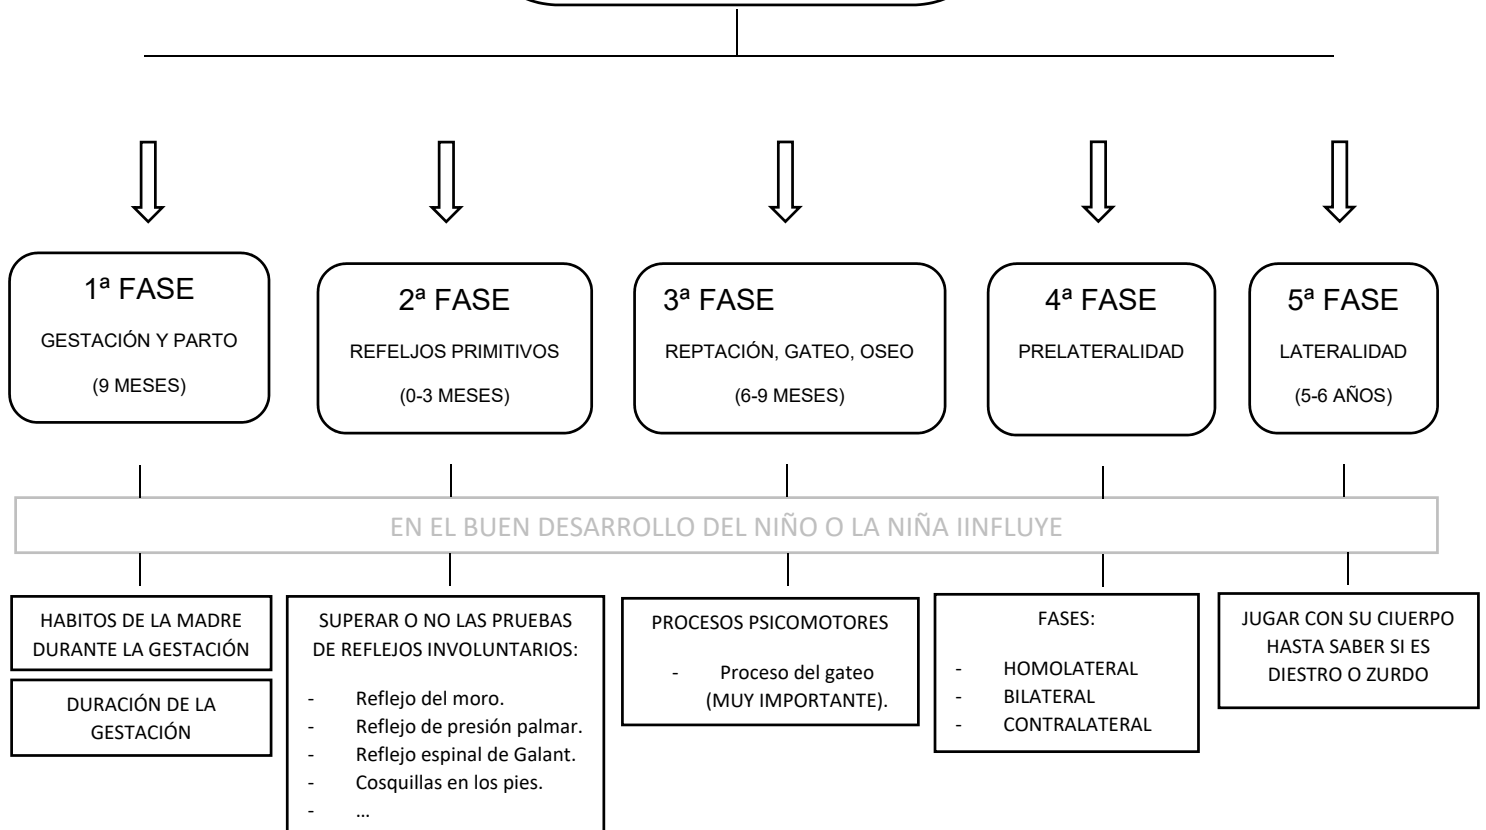 1ª FASE
GESTACIÓN Y PARTO
(9 MESES)
2ª FASE
REFELJOS PRIMITIVOS
(0-3 MESES)
3ª FASE
REPTACIÓN, GATEO, OSEO
(6-9 MESES)
4ª FASE
PRELATERALIDAD
5ª FASE
LATERALIDAD
(5-6 AÑOS)
EN EL BUEN DESARROLLO DEL NIÑO O LA NIÑA IINFLUYE
HABITOS DE LA MADRE
DURANTE LA GESTACIÓN
DURACIÓN DE LA
GESTACIÓN
SUPERAR O NO LAS PRUEBAS
DE REFLEJOS INVOLUNTARIOS:
- Reflejo del moro.
- Reflejo de presión palmar.
- Reflejo espinal de Galant.
- Cosquillas en los pies.
- …
PROCESOS PSICOMOTORES
- Proceso del gateo
(MUY IMPORTANTE).
FASES:
- HOMOLATERAL
- BILATERAL
- CONTRALATERAL
JUGAR CON SU CIUERPO
HASTA SABER SI ES
DIESTRO O ZURDO